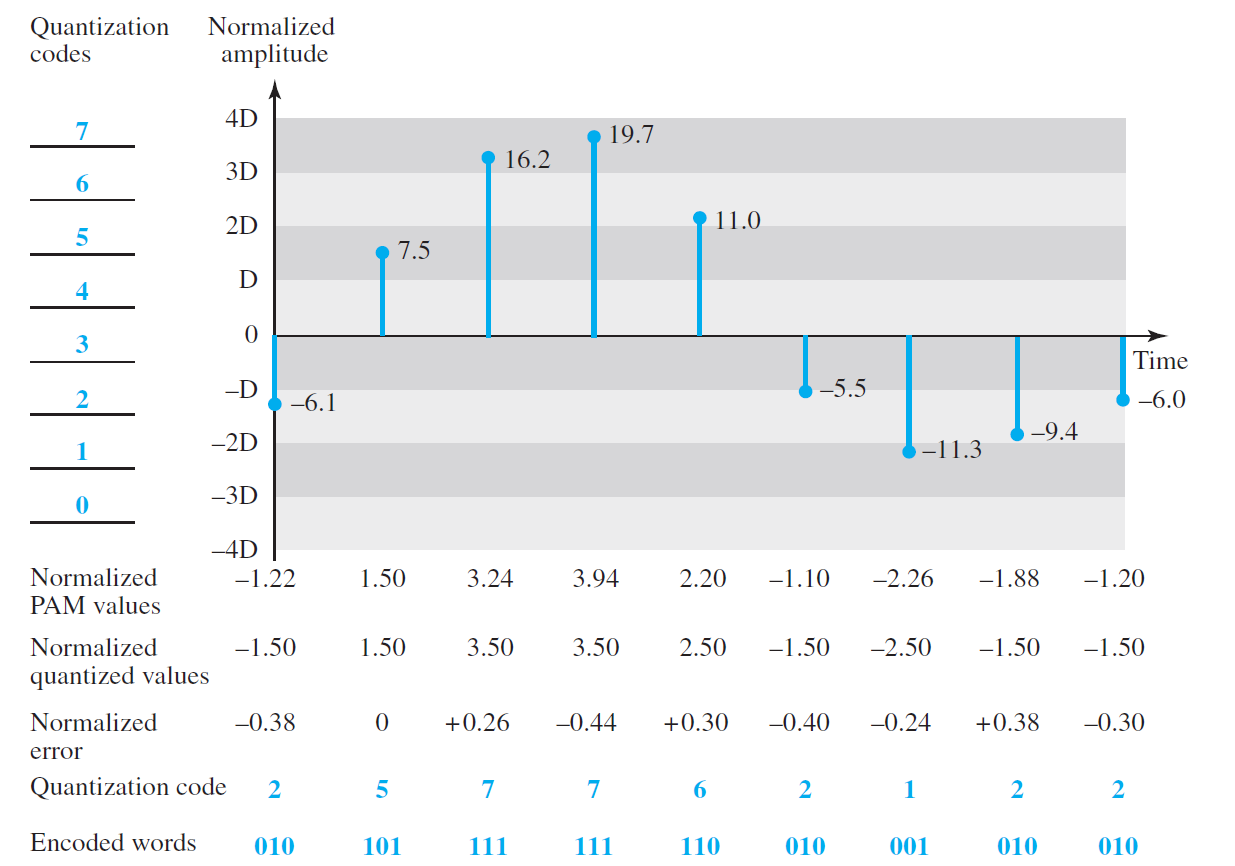 Quantization codes
Normalized amplitude
4D
7
19.7
16.2
3D
6
2D
11.0
5
7.5
D
4
0
3
Time
–D
–5.5
2
–6.1
–6.0
–9.4
–2D
1
–11.3
–3D
0
–4D
Normalized PAM values –1.22 1.50 3.24 3.94 2.20 –1.10 –2.26 –1.88 –1.20
Normalized quantized values –1.50 1.50 3.50 3.50 2.50 –1.50 –2.50 –1.50 –1.50
Normalized error –0.38 0 +0.26 –0.44 +0.30 –0.40 –0.24 +0.38 –0.30
Quantization code 2 5 7 7 6 2 1 2 2
Encoded words 010 101 111 111 110 010 001 010 010